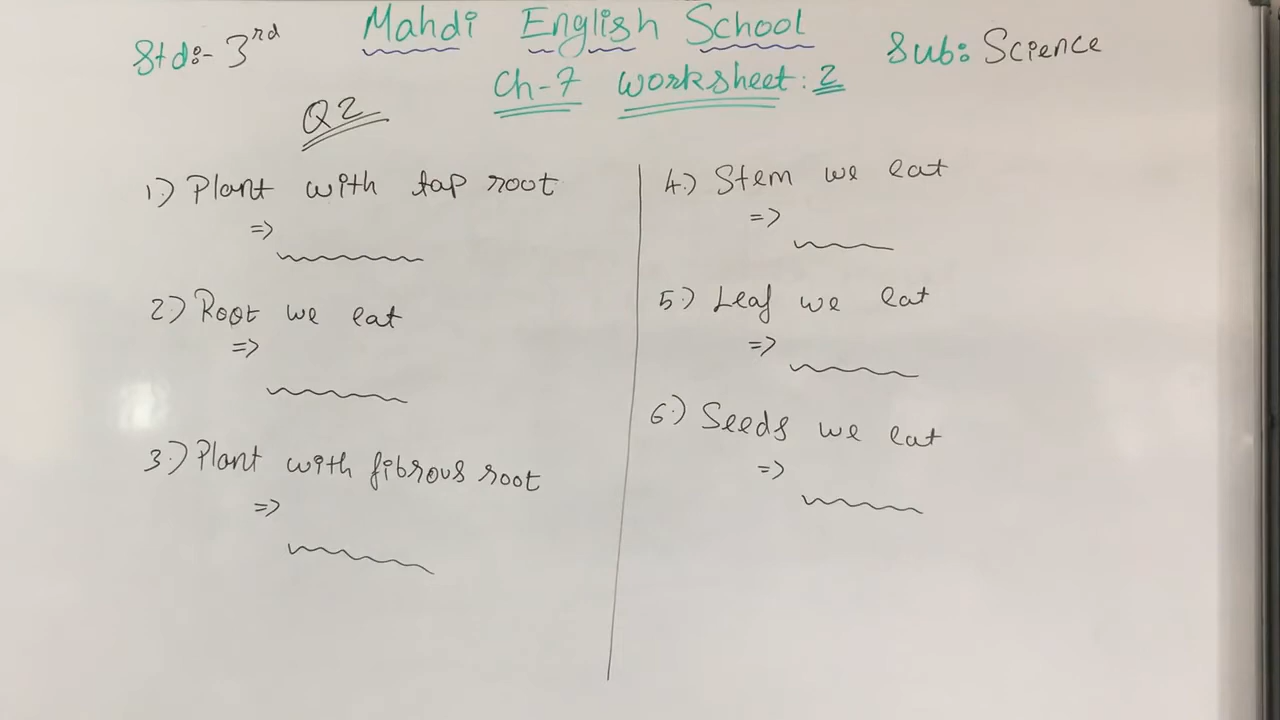 Std:- 3rd
Mahdi English School
Sub: Science
Ch-7 Worksheet: 2
Q2
1.) Plant with tap root
=>
2.) Root we eat
=>
3.) Plant with fibrous root
=>
4.) Stem we eat
=>
5.) Leaf we eat
=>
6.) Seeds we eat
=>